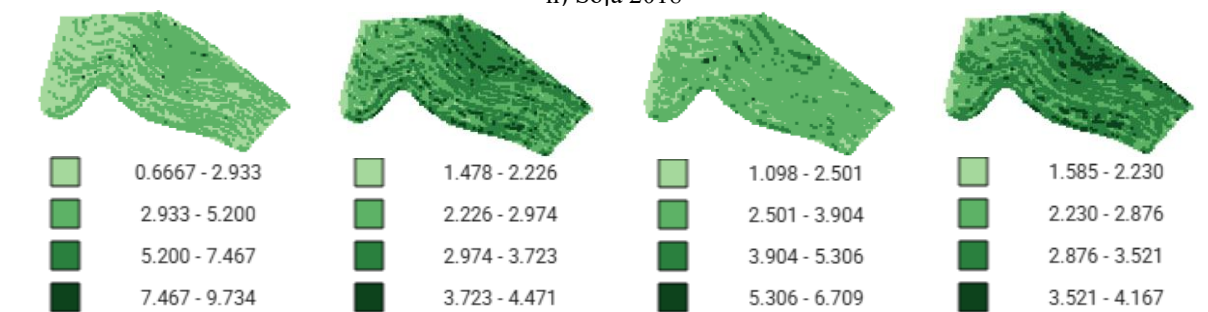 n) Soja 2018
0.6667 - 2.933 1.478 - 2.226 1.098 - 2.501 1.585 - 2.230
2.933 - 5.200 2.226 - 2.974 2.501 - 3.904 2.230 - 2.876
5.200 - 7.467 2.974 - 3.723 3.904 - 5.306 2.876 - 3.521
7.467 - 9.734 3.723 - 4.471 5.306 - 6.709 3.521 - 4.167